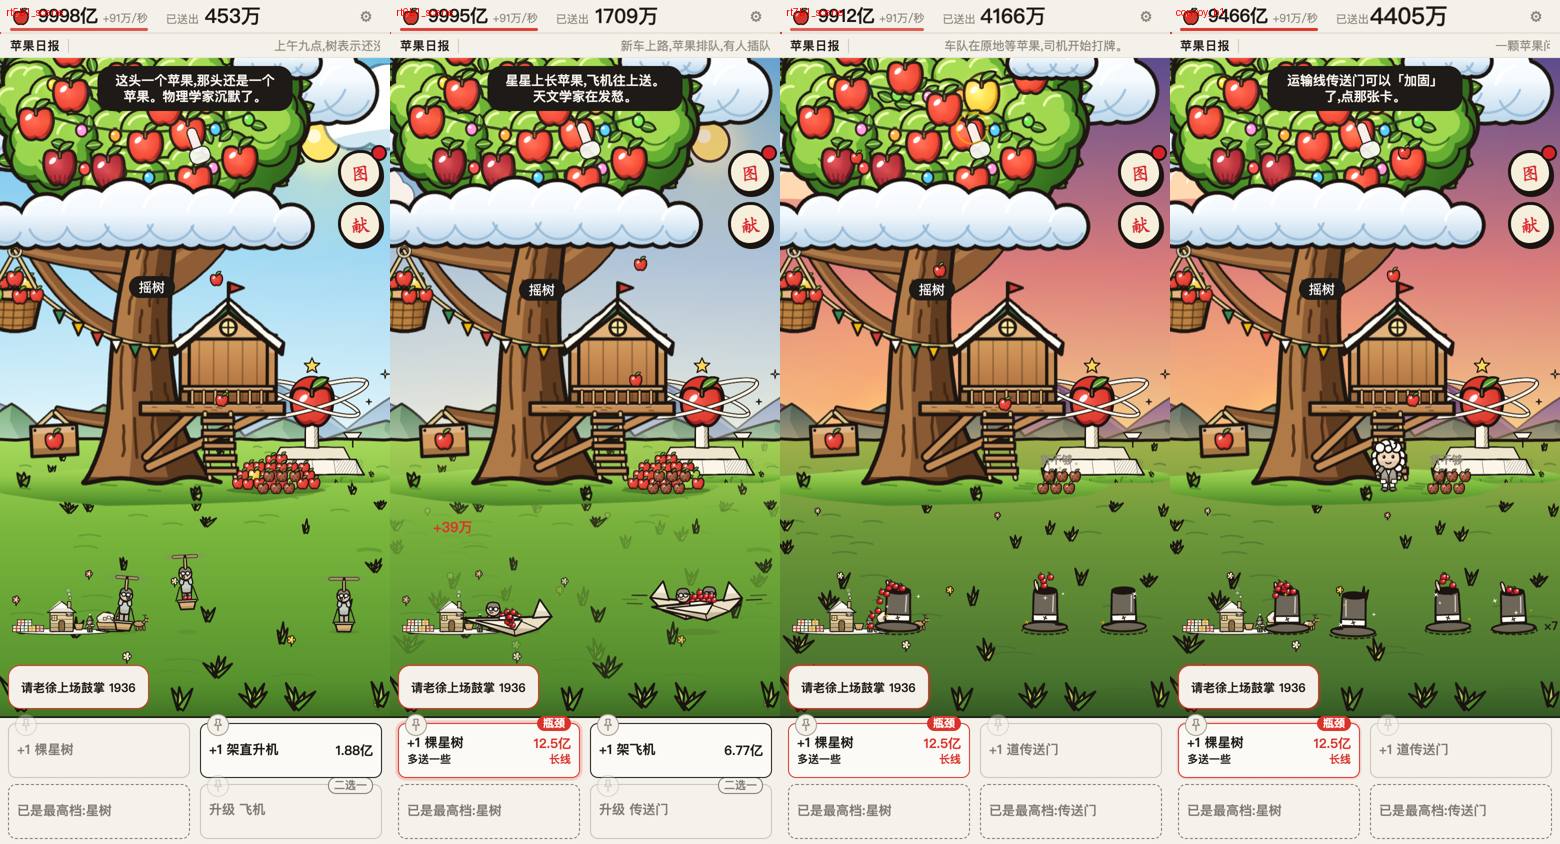 9998亿 +91万/秒 已送出 453万
苹果日报 上午九点,树表示还没
这头一个苹果,那头还是一个
苹果。物理学家沉默了。
图
献
摇树
请老徐上场鼓掌 1936
+1 棵星树
+1 架直升机 1.88亿
二选一
已是最高档:星树
升级 飞机
9995亿 +91万/秒 已送出 1709万
苹果日报 新车上路,苹果排队,有人插队
星星上长苹果,飞机往上送。
天文学家在发愁。
图
献
摇树
+39万
请老徐上场鼓掌 1936
瓶颈
+1 棵星树 12.5亿
多送一些 长线
+1 架飞机 6.77亿
二选一
已是最高档:星树
升级 传送门
9912亿 +91万/秒 已送出 4166万
苹果日报 车队在原地等苹果,司机开始打牌。
图
献
摇树
请老徐上场鼓掌 1936
瓶颈
+1 棵星树 12.5亿
多送一些 长线
+1 道传送门
已是最高档:星树
已是最高档:传送门
9466亿 +91万/秒 已送出 4405万
苹果日报 一颗苹果问
运输线传送门可以「加固」
了,点那张卡。
图
献
摇树
×7
请老徐上场鼓掌 1936
瓶颈
+1 棵星树 12.5亿
多送一些 长线
+1 道传送门
已是最高档:星树
已是最高档:传送门